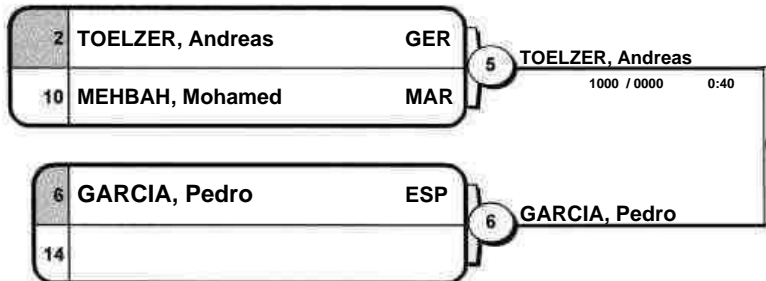 2 TOELZER, Andreas GER
10 MEHBAH, Mohamed MAR
5 TOELZER, Andreas
1000 / 0000 0:40
6 GARCIA, Pedro ESP
14
6 GARCIA, Pedro